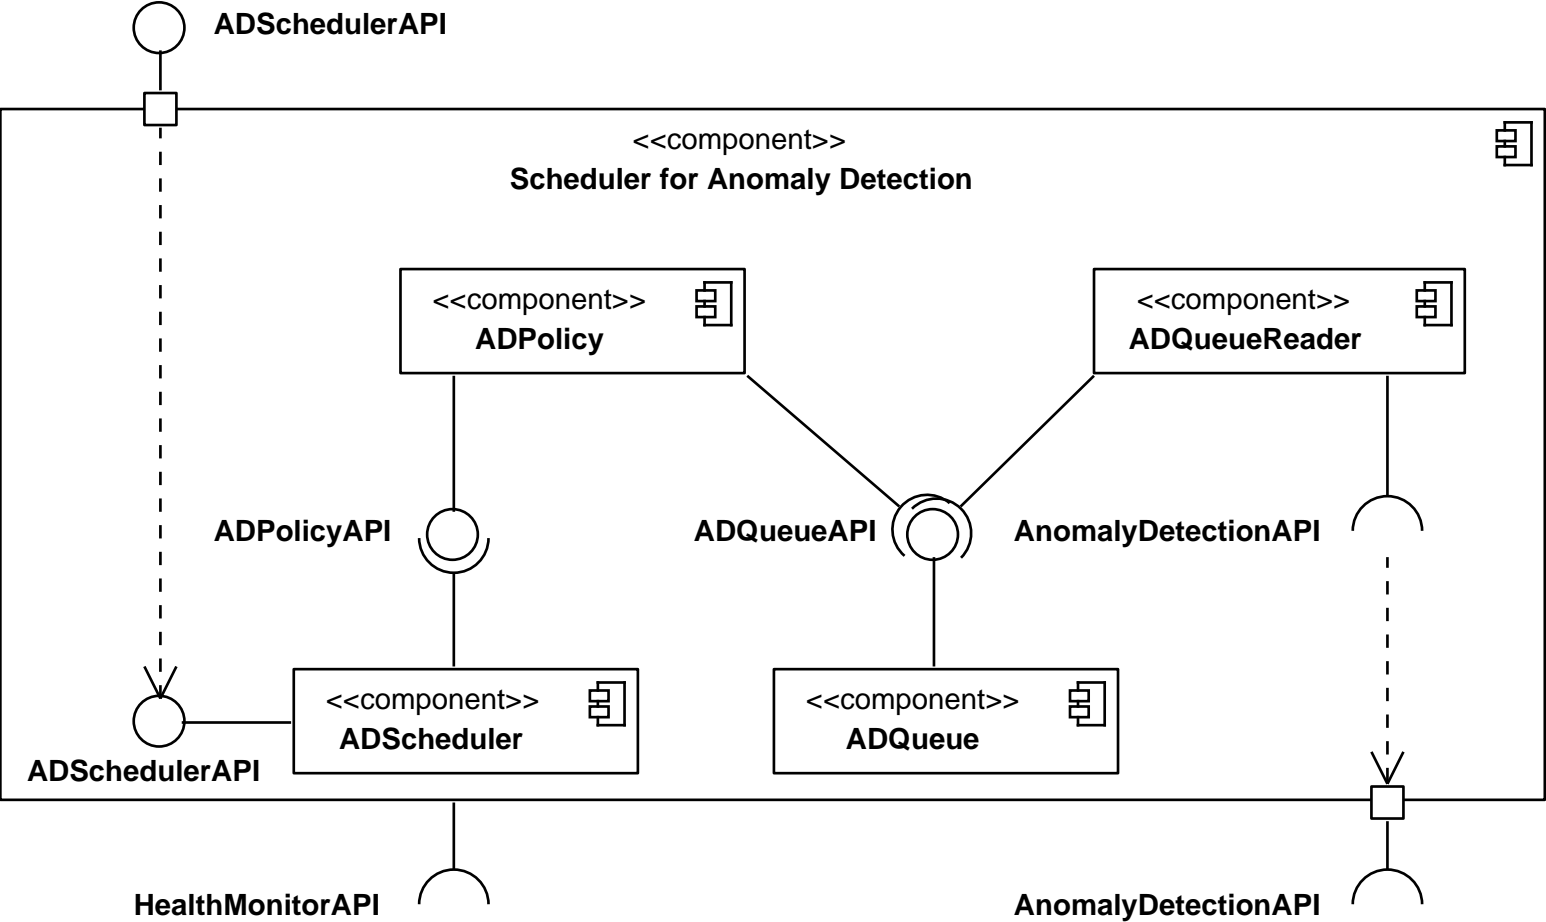 ADSchedulerAPI
<<component>>
Scheduler for Anomaly Detection
<<component>>
ADPolicy
<<component>>
ADQueueReader
ADPolicyAPI
ADQueueAPI
AnomalyDetectionAPI
<<component>>
ADScheduler
<<component>>
ADQueue
ADSchedulerAPI
HealthMonitorAPI
AnomalyDetectionAPI